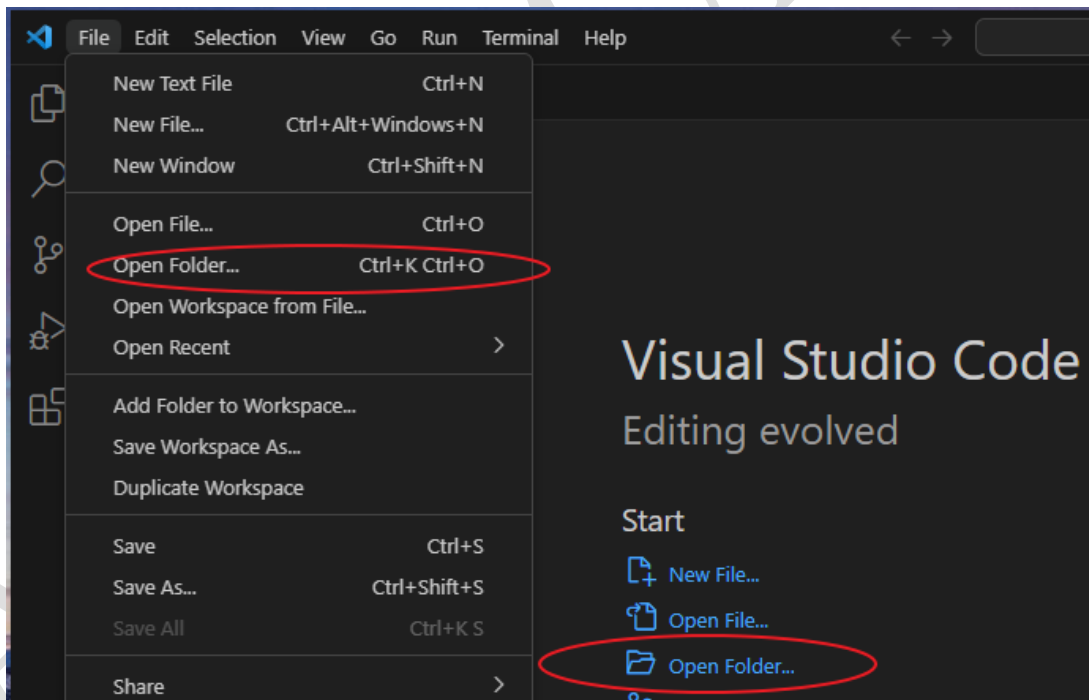 File Edit Selection View Go Run Terminal Help
New Text File Ctrl+N
New File... Ctrl+Alt+Windows+N
New Window Ctrl+Shift+N
Open File... Ctrl+O
Open Folder... Ctrl+K Ctrl+O
Open Workspace from File...
Open Recent
Add Folder to Workspace...
Save Workspace As...
Duplicate Workspace
Save Ctrl+S
Save As... Ctrl+Shift+S
Save All Ctrl+K S
Share
Visual Studio Code
Editing evolved
Start
New File...
Open File...
Open Folder...